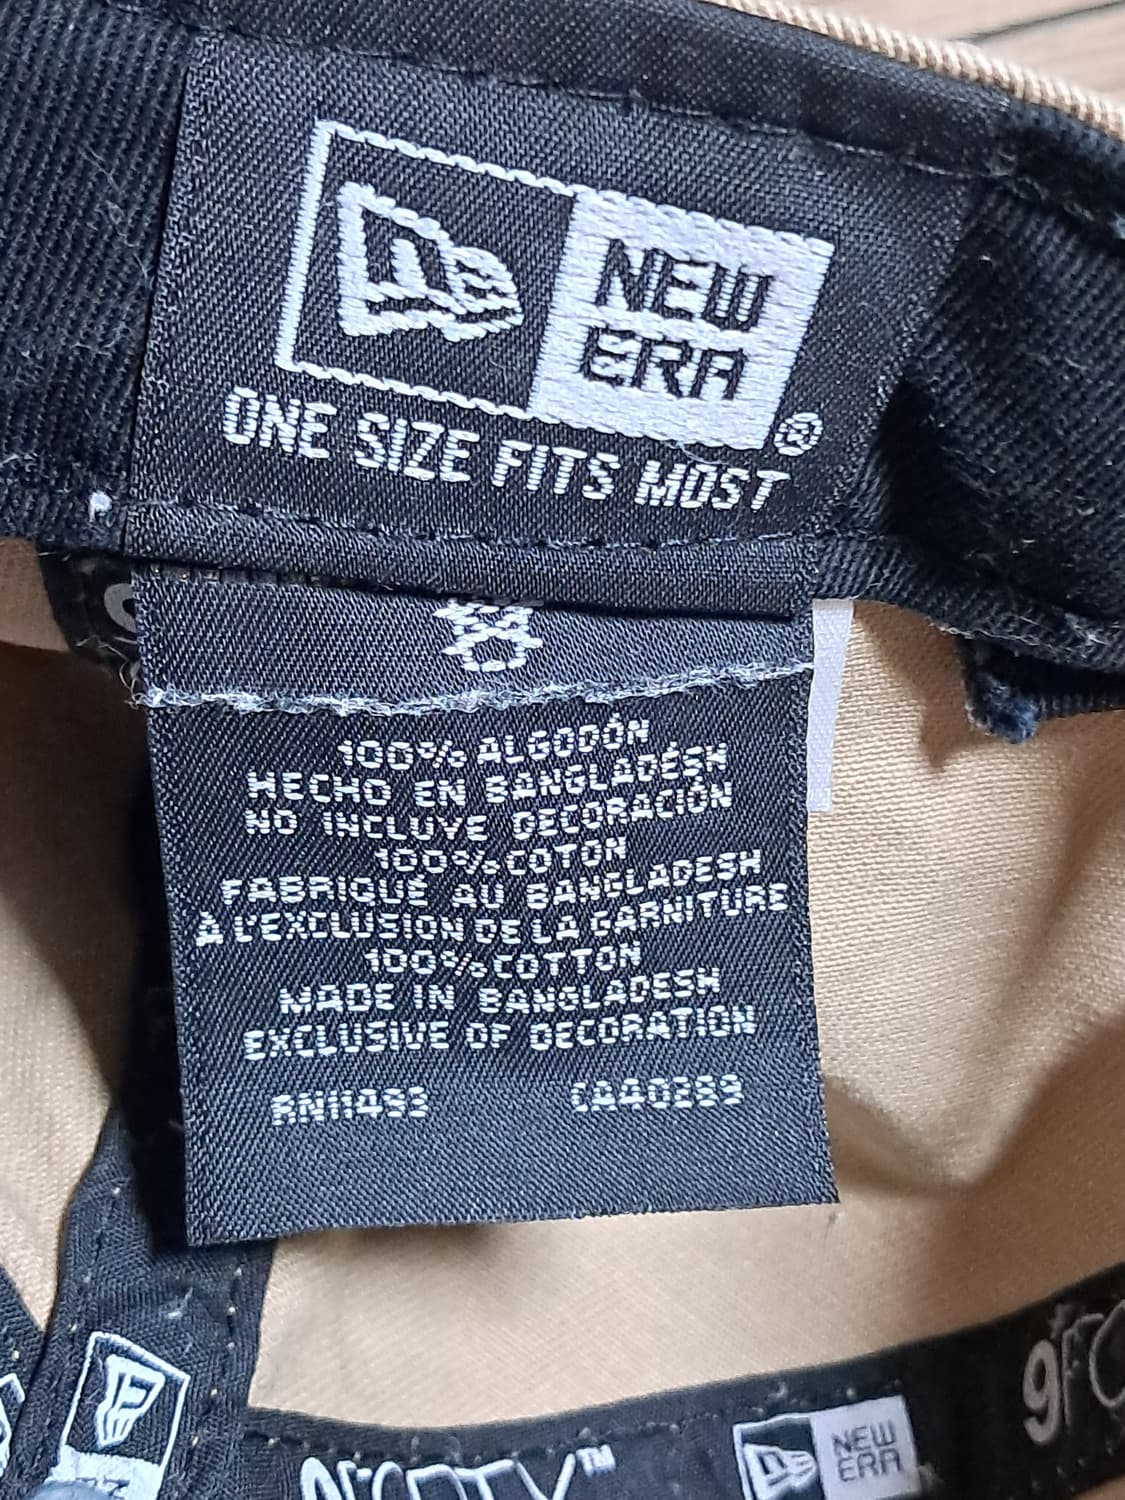 NEW
ERA
®
ONE SIZE FITS MOST
100% ALGODÓN
HECHO EN BANGLADÉSH
NO INCLUYE DECORACIÓN
100% COTON
FABRIQUÉ AU BANGLADESH
À L'EXCLUSION DE LA GARNITURE
100% COTTON
MADE IN BANGLADESH
EXCLUSIVE OF DECORATION
RN11493 CA40289
NEW
ERA
™